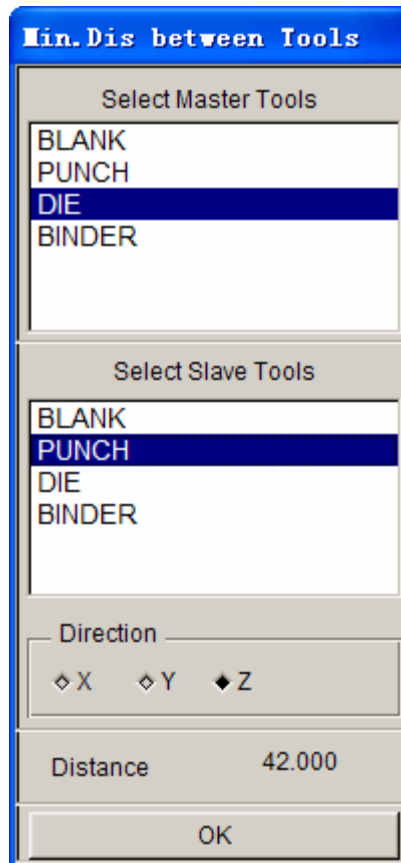 Min.Dis between Tools
Select Master Tools
BLANK
PUNCH
DIE
BINDER
Select Slave Tools
BLANK
PUNCH
DIE
BINDER
Direction
X Y Z
Distance 42.000
OK